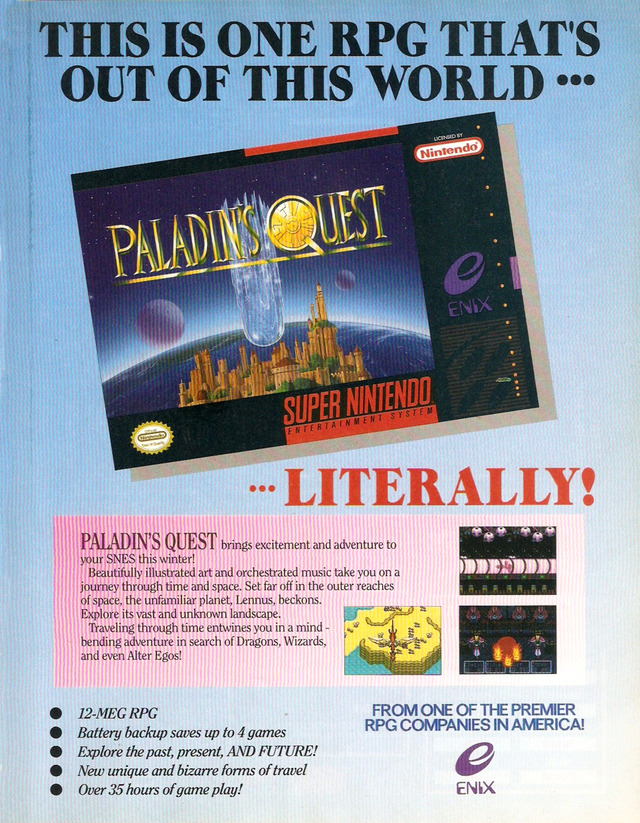 THIS IS ONE RPG THAT'S
OUT OF THIS WORLD •••
LICENSED BY
Nintendo
PALADIN'S QUEST
ENIX
SUPER NINTENDO
ENTERTAINMENT SYSTEM
Nintendo
••• LITERALLY!
PALADIN'S QUEST brings excitement and adventure to
your SNES this winter!
Beautifully illustrated art and orchestrated music take you on a
journey through time and space. Set far off in the outer reaches
of space, the unfamiliar planet, Lennus, beckons.
Explore its vast and unknown landscape.
Traveling through time entwines you in a mind -
bending adventure in search of Dragons, Wizards,
and even Alter Egos!
● 12-MEG RPG
● Battery backup saves up to 4 games
● Explore the past, present, AND FUTURE!
● New unique and bizarre forms of travel
● Over 35 hours of game play!
FROM ONE OF THE PREMIER
RPG COMPANIES IN AMERICA!
ENIX